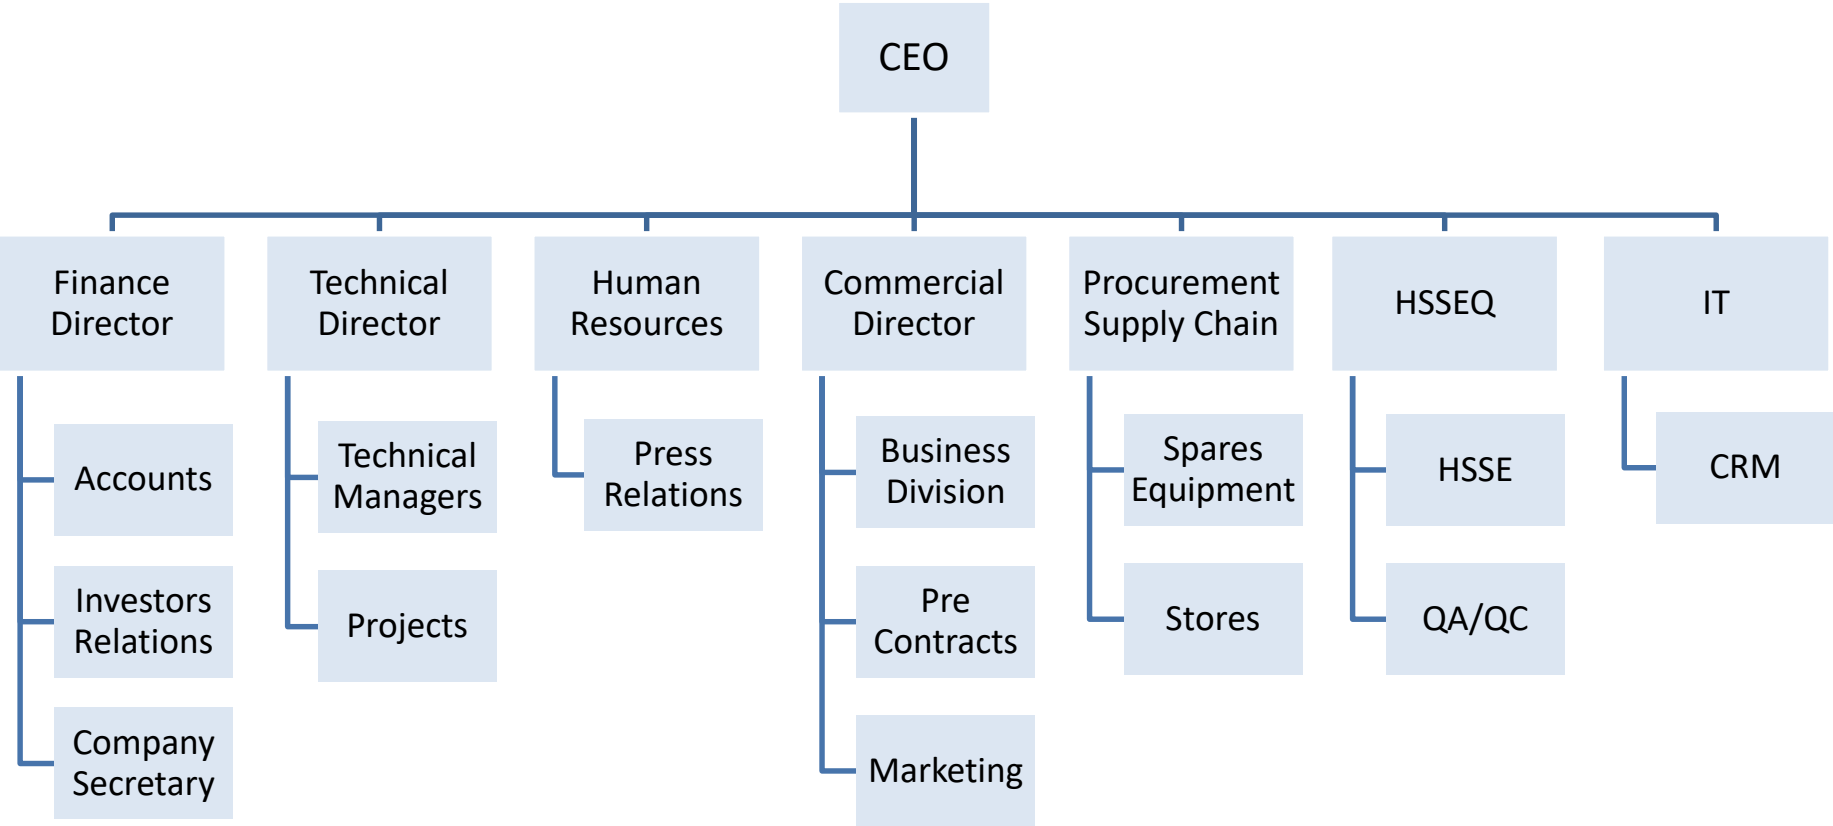 CEO
Finance
Director
Technical
Director
Human
Resources
Commercial
Director
Procurement
Supply Chain
HSSEQ
IT
Accounts
Investors
Relations
Company
Secretary
Technical
Managers
Projects
Press
Relations
Business
Division
Pre
Contracts
Marketing
Spares
Equipment
Stores
HSSE
QA/QC
CRM